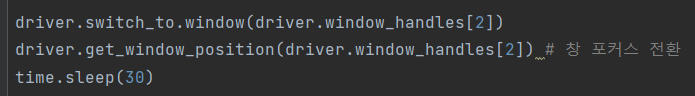 driver.switch_to.window(driver.window_handles[2])
driver.get_window_position(driver.window_handles[2]) # 창 포커스 전환
time.sleep(30)